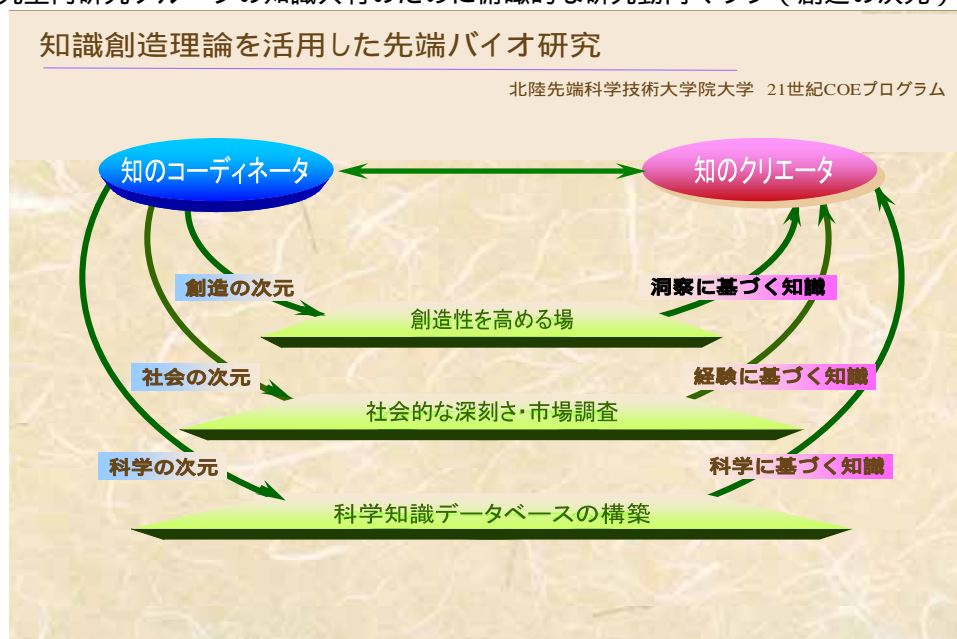 知識創造理論を活用した先端バイオ研究
北陸先端科学技術大学院大学 21世紀COEプログラム
知のコーディネータ
知のクリエータ
創造の次元
洞察に基づく知識
創造性を高める場
社会の次元
経験に基づく知識
社会的な深刻さ・市場調査
科学の次元
科学に基づく知識
科学知識データベースの構築